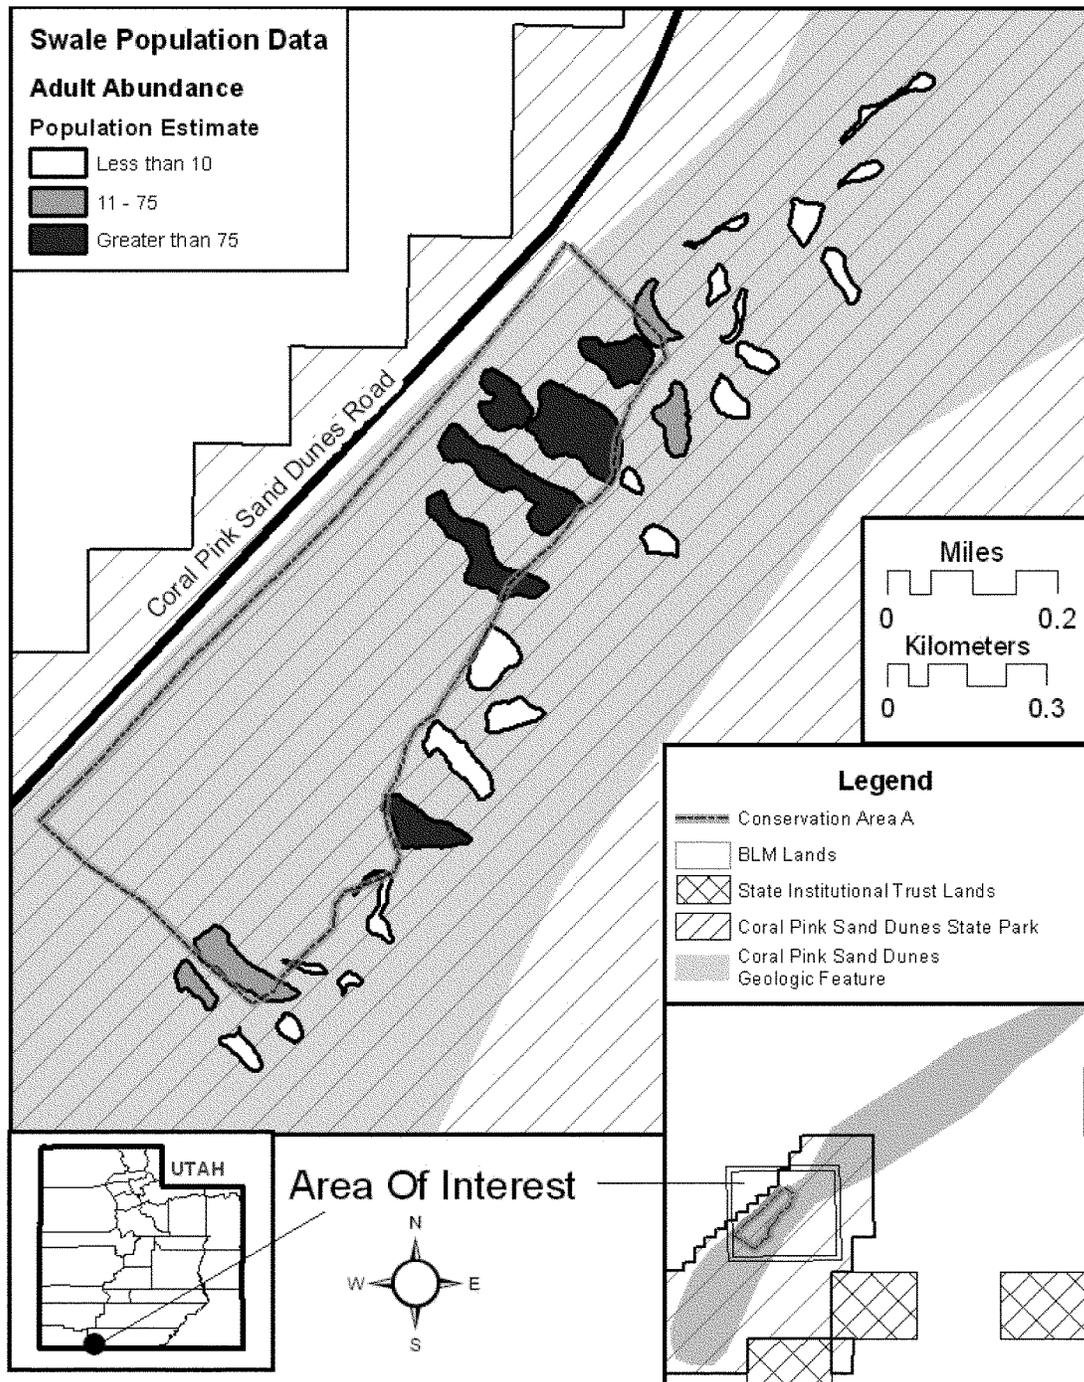 Swale Population Data
Adult Abundance
Population Estimate
Less than 10
11 - 75
Greater than 75
Coral Pink Sand Dunes Road
Miles
0 0.2
Kilometers
0 0.3
Legend
Conservation Area A
BLM Lands
State Institutional Trust Lands
Coral Pink Sand Dunes State Park
Coral Pink Sand Dunes
Geologic Feature
UTAH
Area Of Interest
N
W E
S